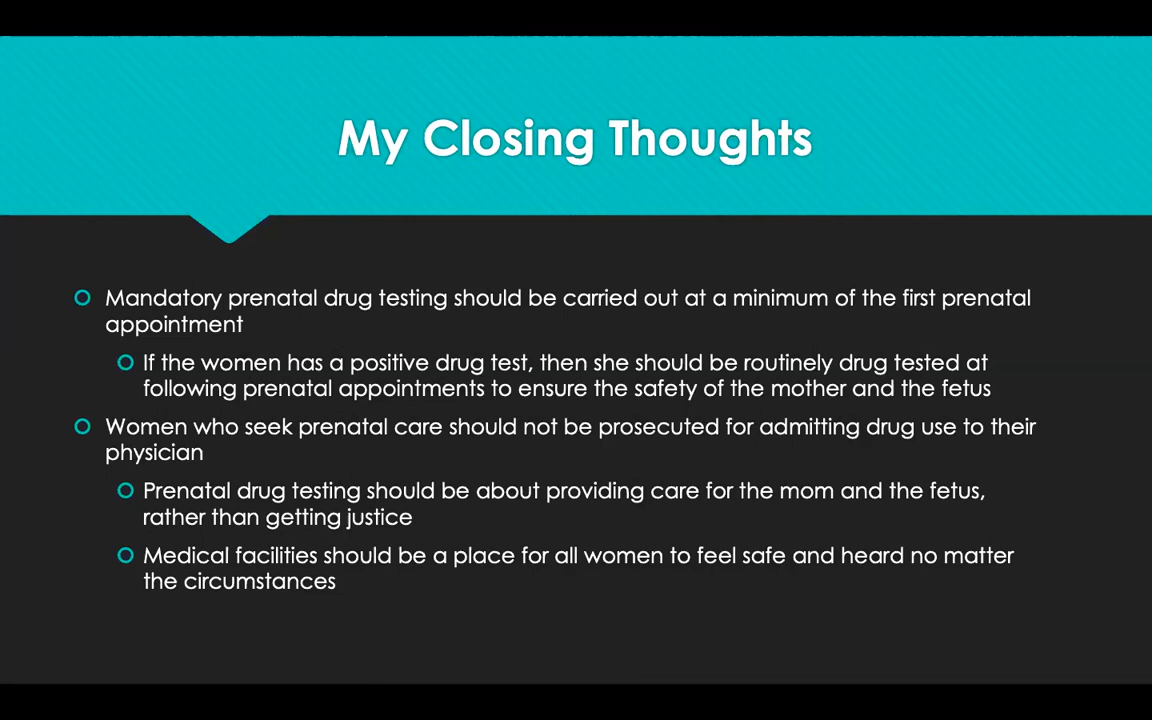 My Closing Thoughts
Mandatory prenatal drug testing should be carried out at a minimum of the first prenatal
appointment
If the women has a positive drug test, then she should be routinely drug tested at
following prenatal appointments to ensure the safety of the mother and the fetus
Women who seek prenatal care should not be prosecuted for admitting drug use to their
physician
Prenatal drug testing should be about providing care for the mom and the fetus,
rather than getting justice
Medical facilities should be a place for all women to feel safe and heard no matter
the circumstances